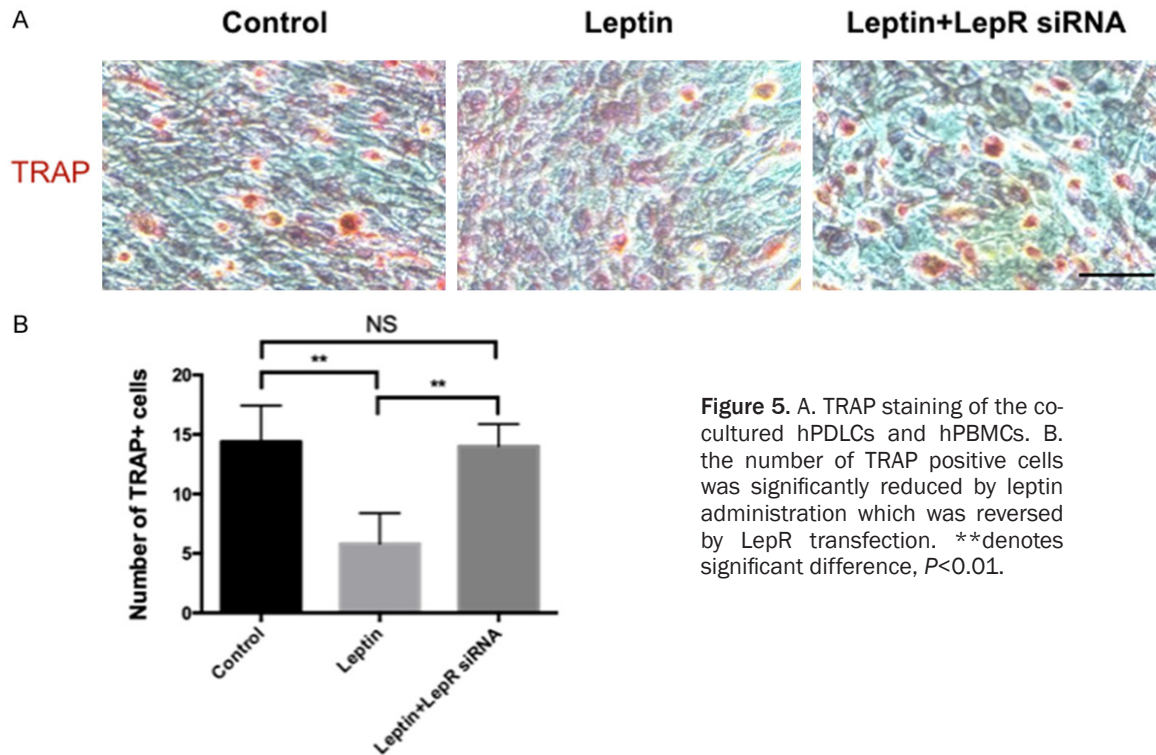 A
Control
Leptin
Leptin+LepR siRNA
TRAP
B
NS
**
**
20
15
10
5
0
Number of TRAP+ cells
Control
Leptin
Leptin+LepR siRNA
Figure 5. A. TRAP staining of the co-
cultured hPDLCs and hPBMCs. B.
the number of TRAP positive cells
was significantly reduced by leptin
administration which was reversed
by LepR transfection. **denotes
significant difference, P<0.01.